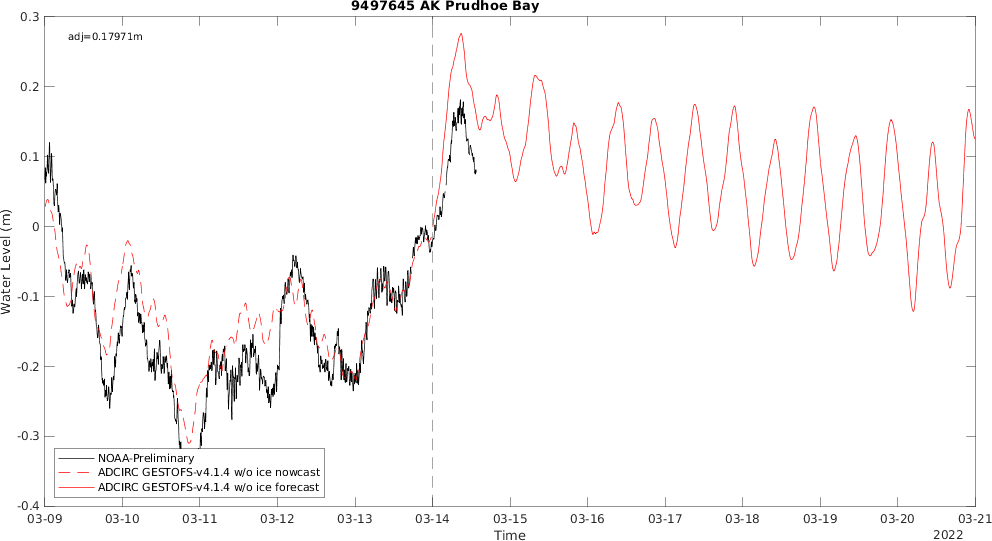 9497645 AK Prudhoe Bay
adj=0.17971m
0.3
0.2
0.1
0
-0.1
-0.2
-0.3
-0.4
Water Level (m)
NOAA-Preliminary
ADCIRC GESTOFS-v4.1.4 w/o ice nowcast
ADCIRC GESTOFS-v4.1.4 w/o ice forecast
03-09 03-10 03-11 03-12 03-13 03-14 03-15 03-16 03-17 03-18 03-19 03-20 03-21
Time
2022